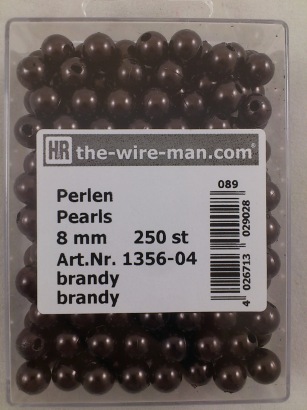 HR the-wire-man.com®
089
Perlen
Pearls
8 mm 250 st
Art.Nr. 1356-04
brandy
brandy
4 026713 029028